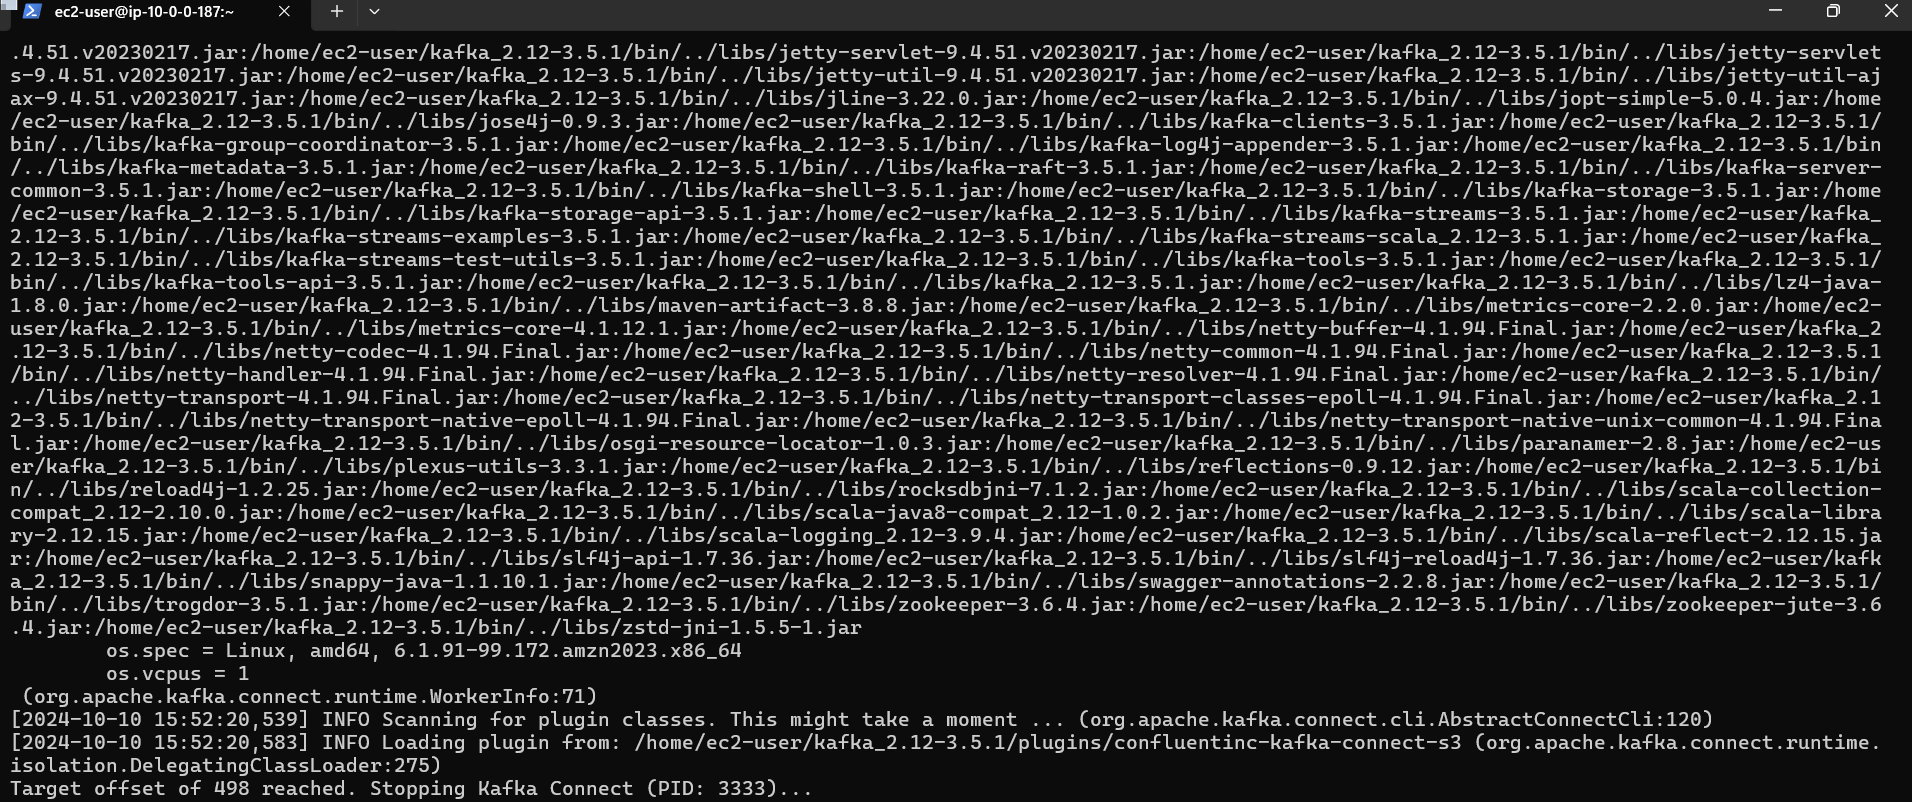 ec2-user@ip-10-0-0-187:~
.4.51.v20230217.jar:/home/ec2-user/kafka_2.12-3.5.1/bin/../libs/jetty-servlet-9.4.51.v20230217.jar:/home/ec2-user/kafka_2.12-3.5.1/bin/../libs/jetty-servlet
s-9.4.51.v20230217.jar:/home/ec2-user/kafka_2.12-3.5.1/bin/../libs/jetty-util-9.4.51.v20230217.jar:/home/ec2-user/kafka_2.12-3.5.1/bin/../libs/jetty-util-aj
ax-9.4.51.v20230217.jar:/home/ec2-user/kafka_2.12-3.5.1/bin/../libs/jline-3.22.0.jar:/home/ec2-user/kafka_2.12-3.5.1/bin/../libs/jopt-simple-5.0.4.jar:/home
/ec2-user/kafka_2.12-3.5.1/bin/../libs/jose4j-0.9.3.jar:/home/ec2-user/kafka_2.12-3.5.1/bin/../libs/kafka-clients-3.5.1.jar:/home/ec2-user/kafka_2.12-3.5.1/
bin/../libs/kafka-group-coordinator-3.5.1.jar:/home/ec2-user/kafka_2.12-3.5.1/bin/../libs/kafka-log4j-appender-3.5.1.jar:/home/ec2-user/kafka_2.12-3.5.1/bin
/../libs/kafka-metadata-3.5.1.jar:/home/ec2-user/kafka_2.12-3.5.1/bin/../libs/kafka-raft-3.5.1.jar:/home/ec2-user/kafka_2.12-3.5.1/bin/../libs/kafka-server-
common-3.5.1.jar:/home/ec2-user/kafka_2.12-3.5.1/bin/../libs/kafka-shell-3.5.1.jar:/home/ec2-user/kafka_2.12-3.5.1/bin/../libs/kafka-storage-3.5.1.jar:/home
/ec2-user/kafka_2.12-3.5.1/bin/../libs/kafka-storage-api-3.5.1.jar:/home/ec2-user/kafka_2.12-3.5.1/bin/../libs/kafka-streams-3.5.1.jar:/home/ec2-user/kafka_
2.12-3.5.1/bin/../libs/kafka-streams-examples-3.5.1.jar:/home/ec2-user/kafka_2.12-3.5.1/bin/../libs/kafka-streams-scala_2.12-3.5.1.jar:/home/ec2-user/kafka_
2.12-3.5.1/bin/../libs/kafka-streams-test-utils-3.5.1.jar:/home/ec2-user/kafka_2.12-3.5.1/bin/../libs/kafka-tools-3.5.1.jar:/home/ec2-user/kafka_2.12-3.5.1/
bin/../libs/kafka-tools-api-3.5.1.jar:/home/ec2-user/kafka_2.12-3.5.1/bin/../libs/kafka_2.12-3.5.1.jar:/home/ec2-user/kafka_2.12-3.5.1/bin/../libs/lz4-java-
1.8.0.jar:/home/ec2-user/kafka_2.12-3.5.1/bin/../libs/maven-artifact-3.8.8.jar:/home/ec2-user/kafka_2.12-3.5.1/bin/../libs/metrics-core-2.2.0.jar:/home/ec2-
user/kafka_2.12-3.5.1/bin/../libs/metrics-core-4.1.12.1.jar:/home/ec2-user/kafka_2.12-3.5.1/bin/../libs/netty-buffer-4.1.94.Final.jar:/home/ec2-user/kafka_2
.12-3.5.1/bin/../libs/netty-codec-4.1.94.Final.jar:/home/ec2-user/kafka_2.12-3.5.1/bin/../libs/netty-common-4.1.94.Final.jar:/home/ec2-user/kafka_2.12-3.5.1
/bin/../libs/netty-handler-4.1.94.Final.jar:/home/ec2-user/kafka_2.12-3.5.1/bin/../libs/netty-resolver-4.1.94.Final.jar:/home/ec2-user/kafka_2.12-3.5.1/bin/
../libs/netty-transport-4.1.94.Final.jar:/home/ec2-user/kafka_2.12-3.5.1/bin/../libs/netty-transport-classes-epoll-4.1.94.Final.jar:/home/ec2-user/kafka_2.1
2-3.5.1/bin/../libs/netty-transport-native-epoll-4.1.94.Final.jar:/home/ec2-user/kafka_2.12-3.5.1/bin/../libs/netty-transport-native-unix-common-4.1.94.Fina
l.jar:/home/ec2-user/kafka_2.12-3.5.1/bin/../libs/osgi-resource-locator-1.0.3.jar:/home/ec2-user/kafka_2.12-3.5.1/bin/../libs/paranamer-2.8.jar:/home/ec2-us
er/kafka_2.12-3.5.1/bin/../libs/plexus-utils-3.3.1.jar:/home/ec2-user/kafka_2.12-3.5.1/bin/../libs/reflections-0.9.12.jar:/home/ec2-user/kafka_2.12-3.5.1/bi
n/../libs/reload4j-1.2.25.jar:/home/ec2-user/kafka_2.12-3.5.1/bin/../libs/rocksdbjni-7.1.2.jar:/home/ec2-user/kafka_2.12-3.5.1/bin/../libs/scala-collection-
compat_2.12-2.10.0.jar:/home/ec2-user/kafka_2.12-3.5.1/bin/../libs/scala-java8-compat_2.12-1.0.2.jar:/home/ec2-user/kafka_2.12-3.5.1/bin/../libs/scala-libra
ry-2.12.15.jar:/home/ec2-user/kafka_2.12-3.5.1/bin/../libs/scala-logging_2.12-3.9.4.jar:/home/ec2-user/kafka_2.12-3.5.1/bin/../libs/scala-reflect-2.12.15.ja
r:/home/ec2-user/kafka_2.12-3.5.1/bin/../libs/slf4j-api-1.7.36.jar:/home/ec2-user/kafka_2.12-3.5.1/bin/../libs/slf4j-reload4j-1.7.36.jar:/home/ec2-user/kafk
a_2.12-3.5.1/bin/../libs/snappy-java-1.1.10.1.jar:/home/ec2-user/kafka_2.12-3.5.1/bin/../libs/swagger-annotations-2.2.8.jar:/home/ec2-user/kafka_2.12-3.5.1/
bin/../libs/trogdor-3.5.1.jar:/home/ec2-user/kafka_2.12-3.5.1/bin/../libs/zookeeper-3.6.4.jar:/home/ec2-user/kafka_2.12-3.5.1/bin/../libs/zookeeper-jute-3.6
.4.jar:/home/ec2-user/kafka_2.12-3.5.1/bin/../libs/zstd-jni-1.5.5-1.jar
os.spec = Linux, amd64, 6.1.91-99.172.amzn2023.x86_64
os.vcpus = 1
(org.apache.kafka.connect.runtime.WorkerInfo:71)
[2024-10-10 15:52:20,539] INFO Scanning for plugin classes. This might take a moment ... (org.apache.kafka.connect.cli.AbstractConnectCli:120)
[2024-10-10 15:52:20,583] INFO Loading plugin from: /home/ec2-user/kafka_2.12-3.5.1/plugins/confluentinc-kafka-connect-s3 (org.apache.kafka.connect.runtime.
isolation.DelegatingClassLoader:275)
Target offset of 498 reached. Stopping Kafka Connect (PID: 3333)...